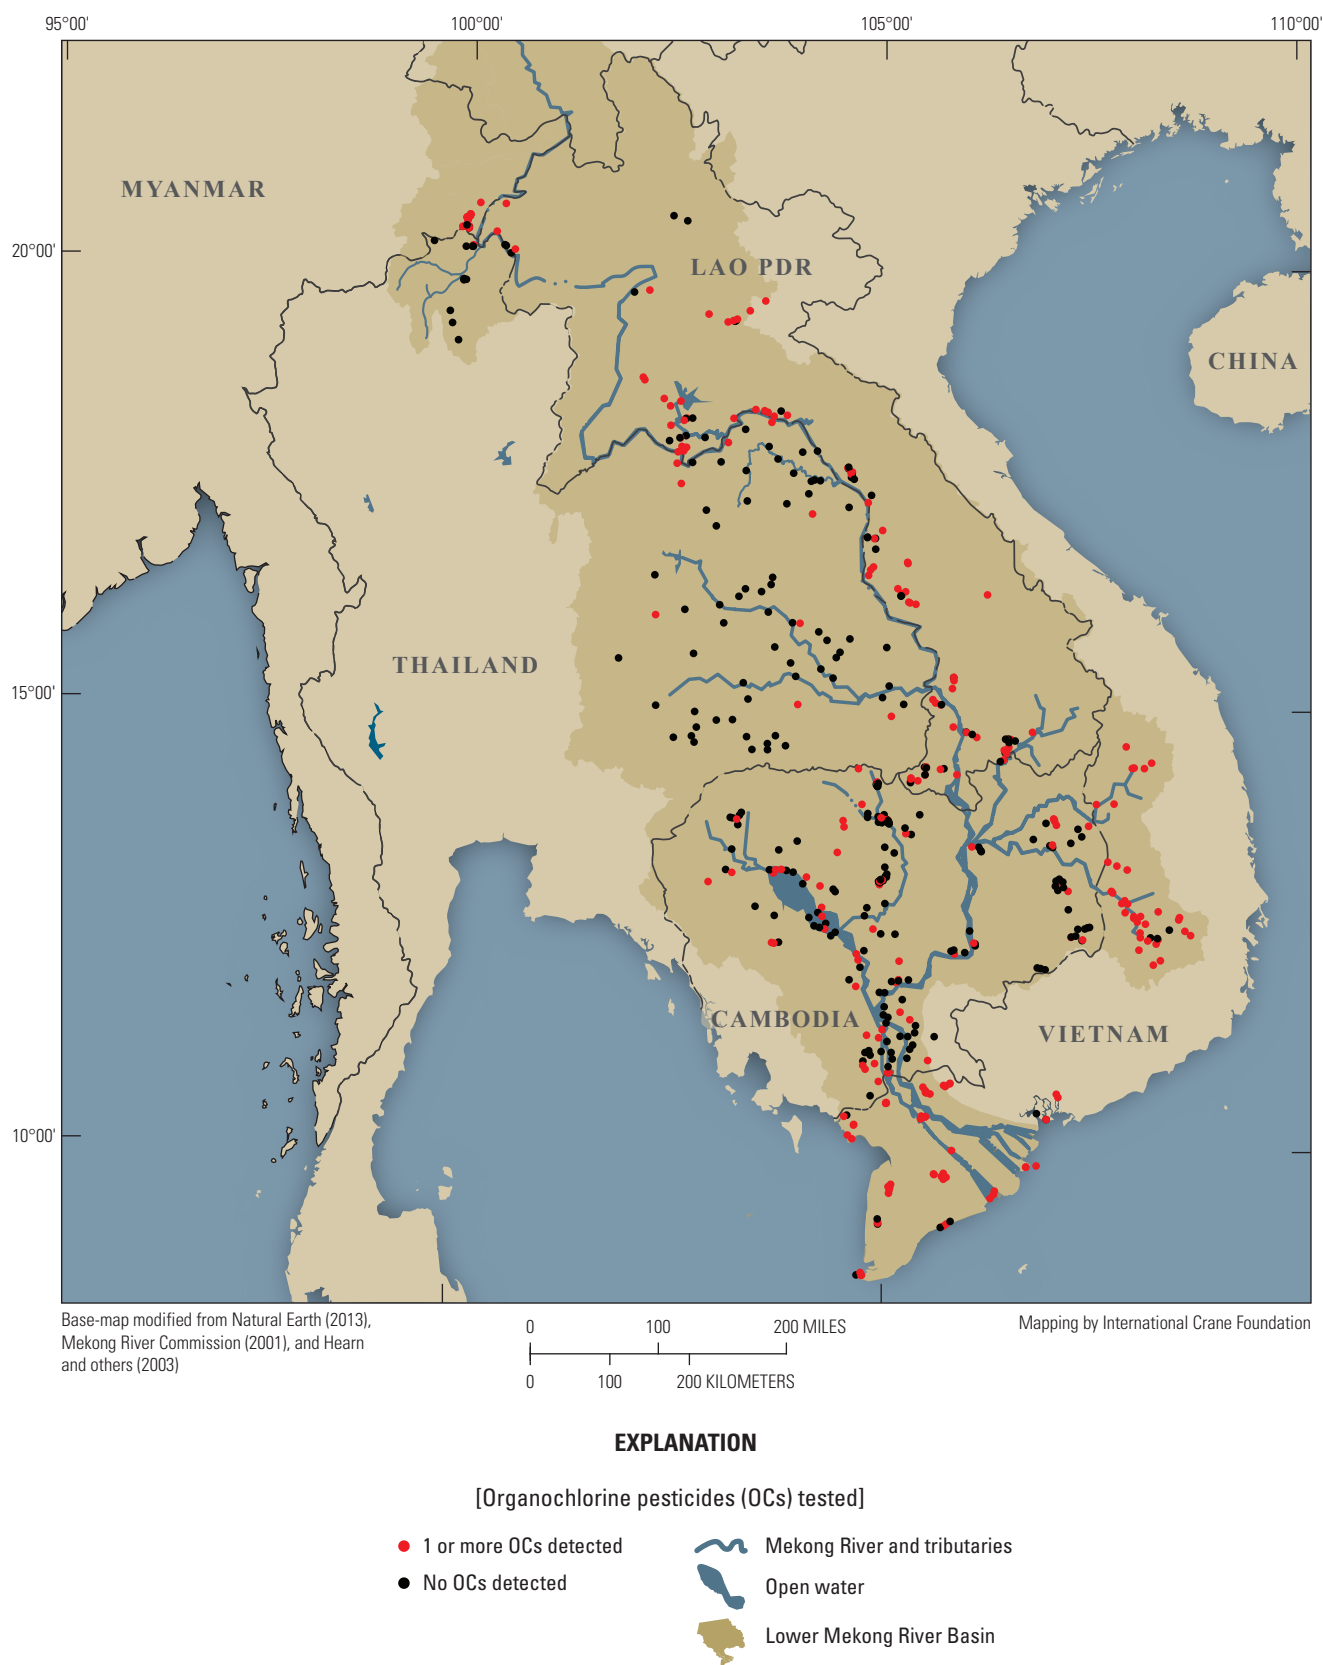 95°00'
100°00'
105°00'
110°00'
MYANMAR
20°00'
LAO PDR
CHINA
THAILAND
15°00'
CAMBODIA
VIETNAM
10°00'
Base-map modified from Natural Earth (2013),
Mekong River Commission (2001), and Hearn
and others (2003)
0 100 200 MILES
0 100 200 KILOMETERS
Mapping by International Crane Foundation
EXPLANATION
[Organochlorine pesticides (OCs) tested]
1 or more OCs detected
No OCs detected
Mekong River and tributaries
Open water
Lower Mekong River Basin